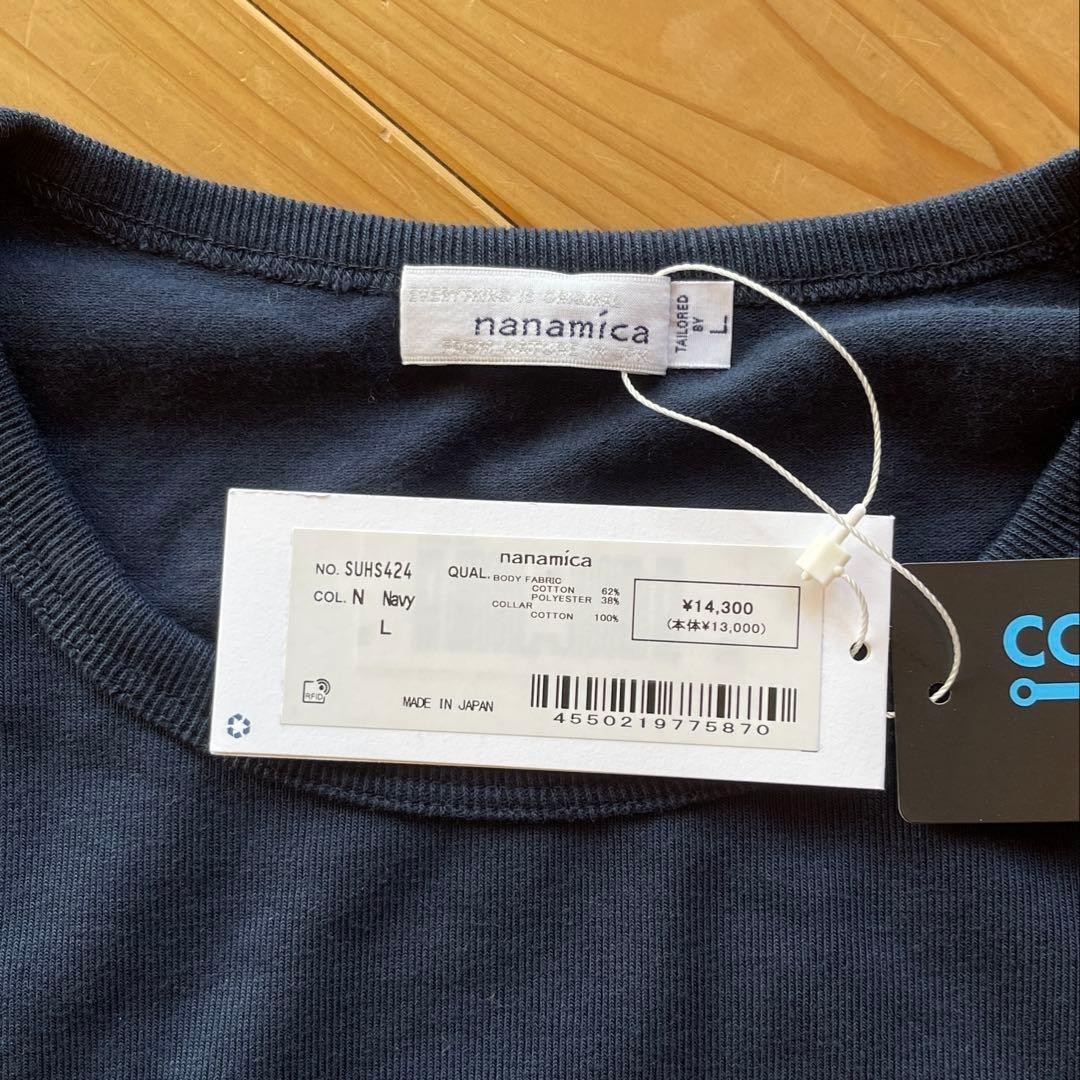 EVERYTHING IS ORIGINAL
nanamica
TAILORED
BY
L
nanamica
NO. SUHS424
COL. N Navy
L
QUAL. BODY FABRIC
COTTON 62%
POLYESTER 38%
COLLAR
COTTON 100%
¥14,300
(本体¥13,000)
RFID
MADE IN JAPAN
4550219775870
CO